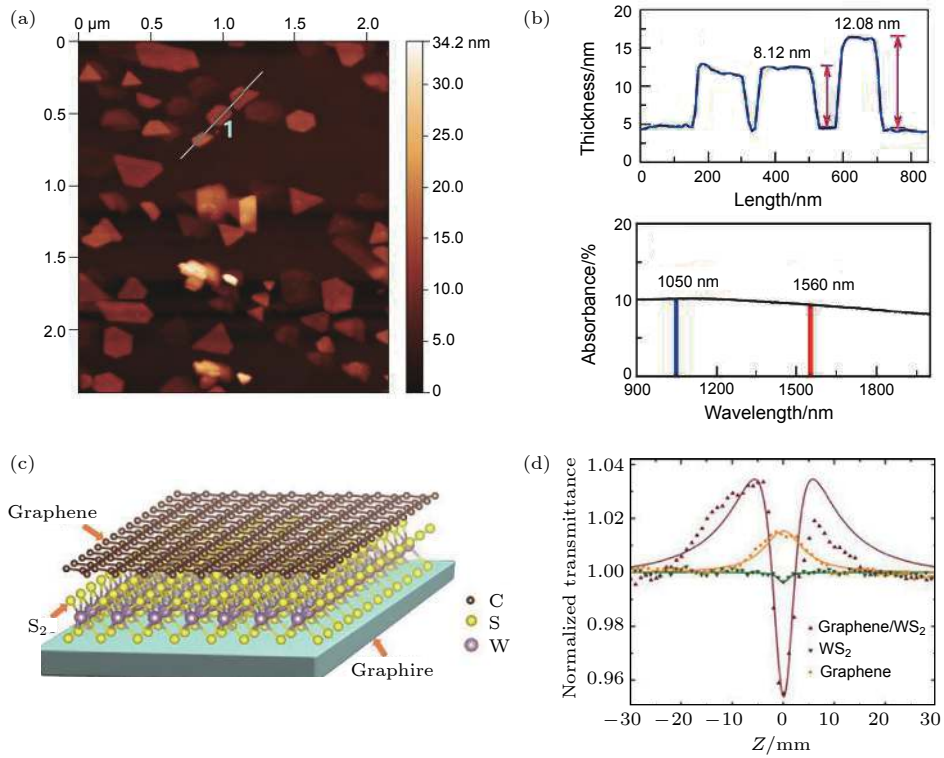 (a)
0 µm 0.5 1.0 1.5 2.0
0
0.5
1.0
1.5
2.0
34.2 nm
30.0
25.0
20.0
15.0
10.0
5.0
0
1
(b)
Thickness/nm
20
15
10
5
0
8.12 nm
12.08 nm
0 200 400 600 800
Length/nm
Absorbance/%
20
10
0
1050 nm
1560 nm
900 1200 1500 1800
Wavelength/nm
(c)
Graphene
S2
Graphire
C
S
W
(d)
Normalized transmittance
1.04
1.02
1.00
0.98
0.96
Graphene/WS2
WS2
Graphene
−30 −20 −10 0 10 20 30
Z/mm